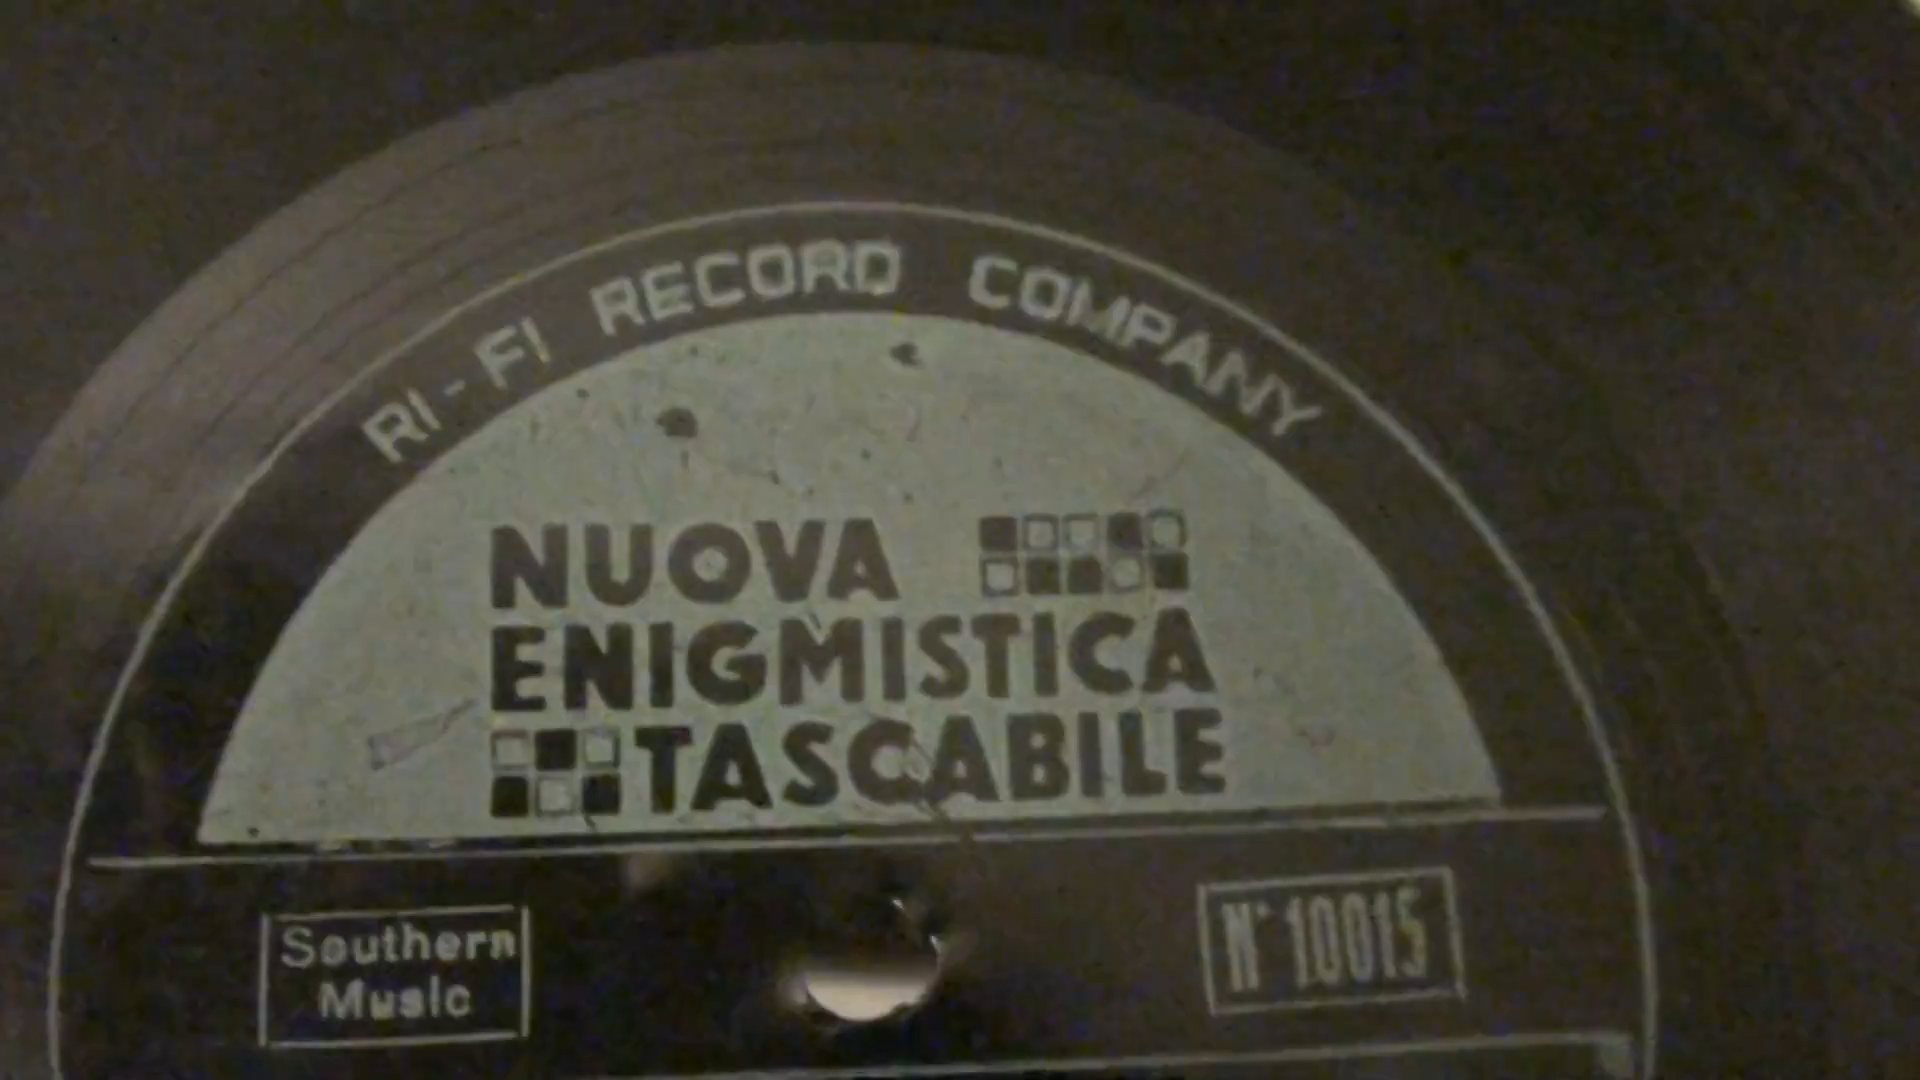 RI-FI RECORD COMPANY
NUOVA
ENIGMISTICA
TASCABILE
Southern
Music
N° 10015